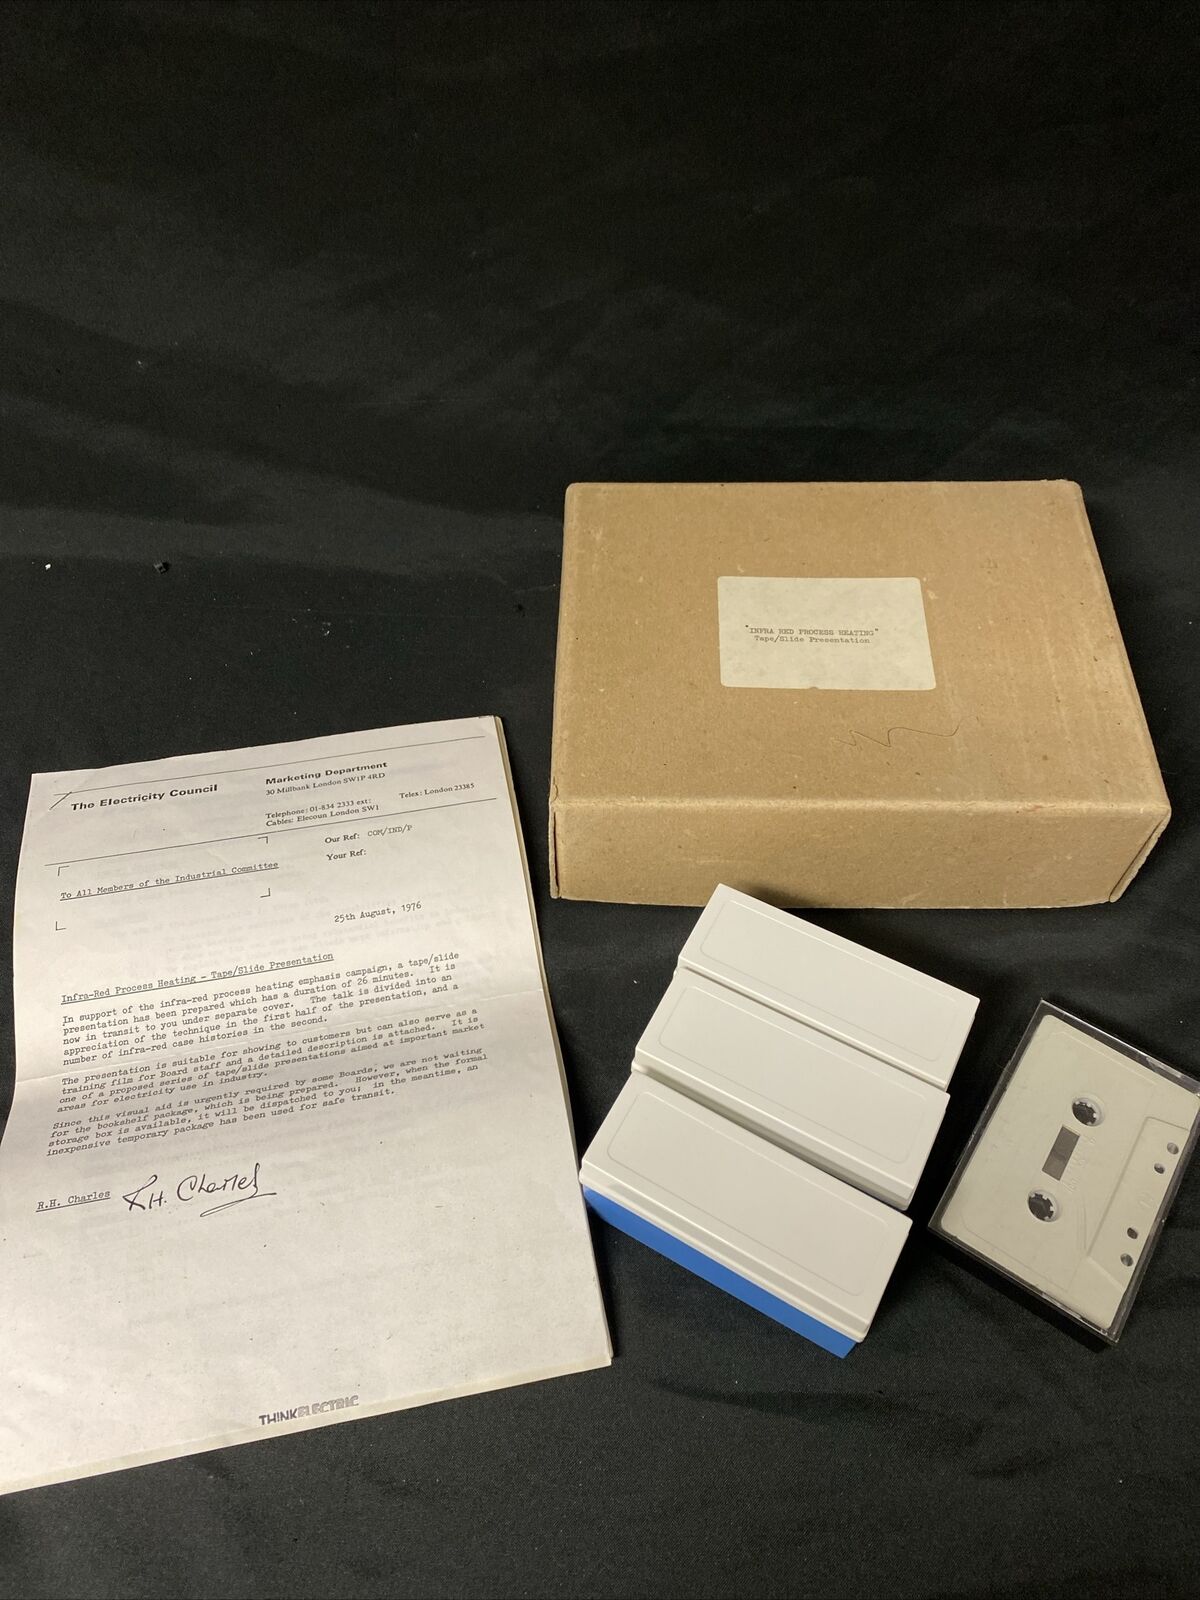 "INFRA RED PROCESS HEATING"
Tape/Slide Presentation
The Electricity Council
Marketing Department
30 Millbank London SW1P 4RD
Telephone: 01-834 2333 ext:
Telex: London 23385
Cables: Elecoun London SW1
Our Ref: COM/IND/P
Your Ref:
To All Members of the Industrial Committee
25th August, 1976
Infra-Red Process Heating - Tape/Slide Presentation
In support of the infra-red process heating emphasis campaign, a tape/slide
presentation has been prepared which has a duration of 26 minutes. It is
now in transit to you under separate cover. The talk is divided into an
appreciation of the technique in the first half of the presentation, and a
number of infra-red case histories in the second.
The presentation is suitable for showing to customers but can also serve as a
training film for Board staff and a detailed description is attached. It is
one of a proposed series of tape/slide presentations aimed at important market
areas for electricity use in industry.
Since this visual aid is urgently required by some Boards, we are not waiting
for the bookshelf package, which is being prepared. However, when the formal
storage box is available, it will be dispatched to you; in the meantime, an
inexpensive temporary package has been used for safe transit.
R.H. Charles R.H. Charles
THINKELECTRIC